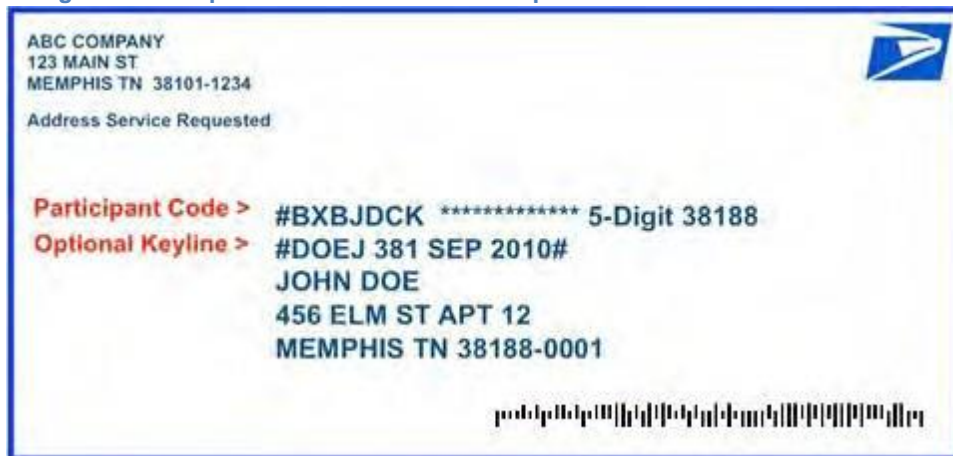 ABC COMPANY
123 MAIN ST
MEMPHIS TN 38101-1234
Address Service Requested
Participant Code > #BXBJDCK ************* 5-Digit 38188
Optional Keyline > #DOEJ 381 SEP 2010#
JOHN DOE
456 ELM ST APT 12
MEMPHIS TN 38188-0001